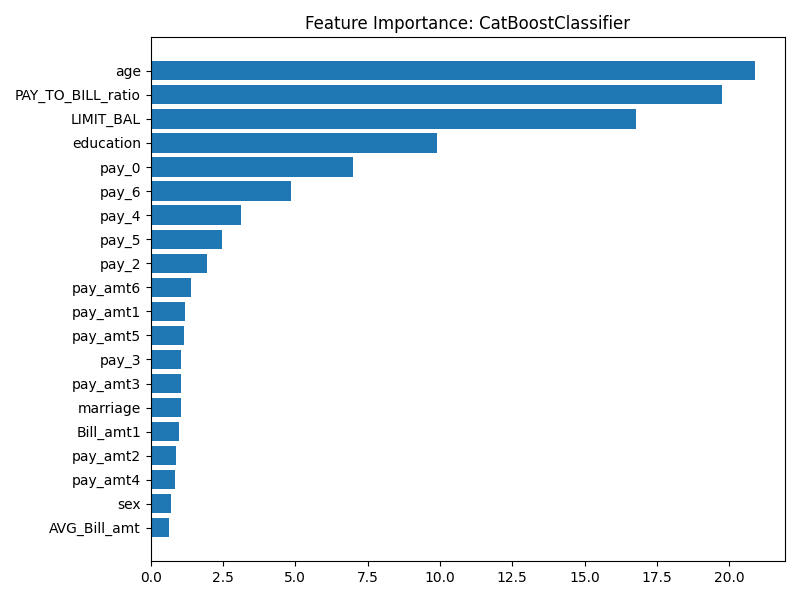 Feature Importance: CatBoostClassifier
age
PAY_TO_BILL_ratio
LIMIT_BAL
education
pay_0
pay_6
pay_4
pay_5
pay_2
pay_amt6
pay_amt1
pay_amt5
pay_3
pay_amt3
marriage
Bill_amt1
pay_amt2
pay_amt4
sex
AVG_Bill_amt
0.0 2.5 5.0 7.5 10.0 12.5 15.0 17.5 20.0